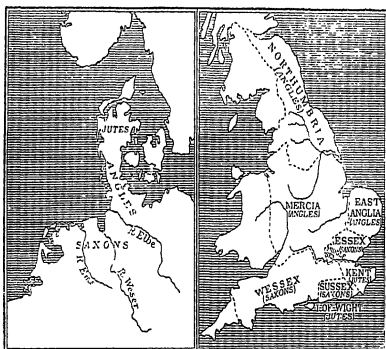 JUTES
ANGLES
SAXONS
R. Elbe
R. Ems
R. Weser
NORTHUMBRIA
(ANGLES)
MERCIA
(ANGLES)
EAST
ANGLIA
(ANGLES)
ESSEX
(SAXONS)
KENT
(JUTES)
WESSEX
(SAXONS)
SUSSEX
(SAXONS)
I. OF WIGHT
(JUTES)